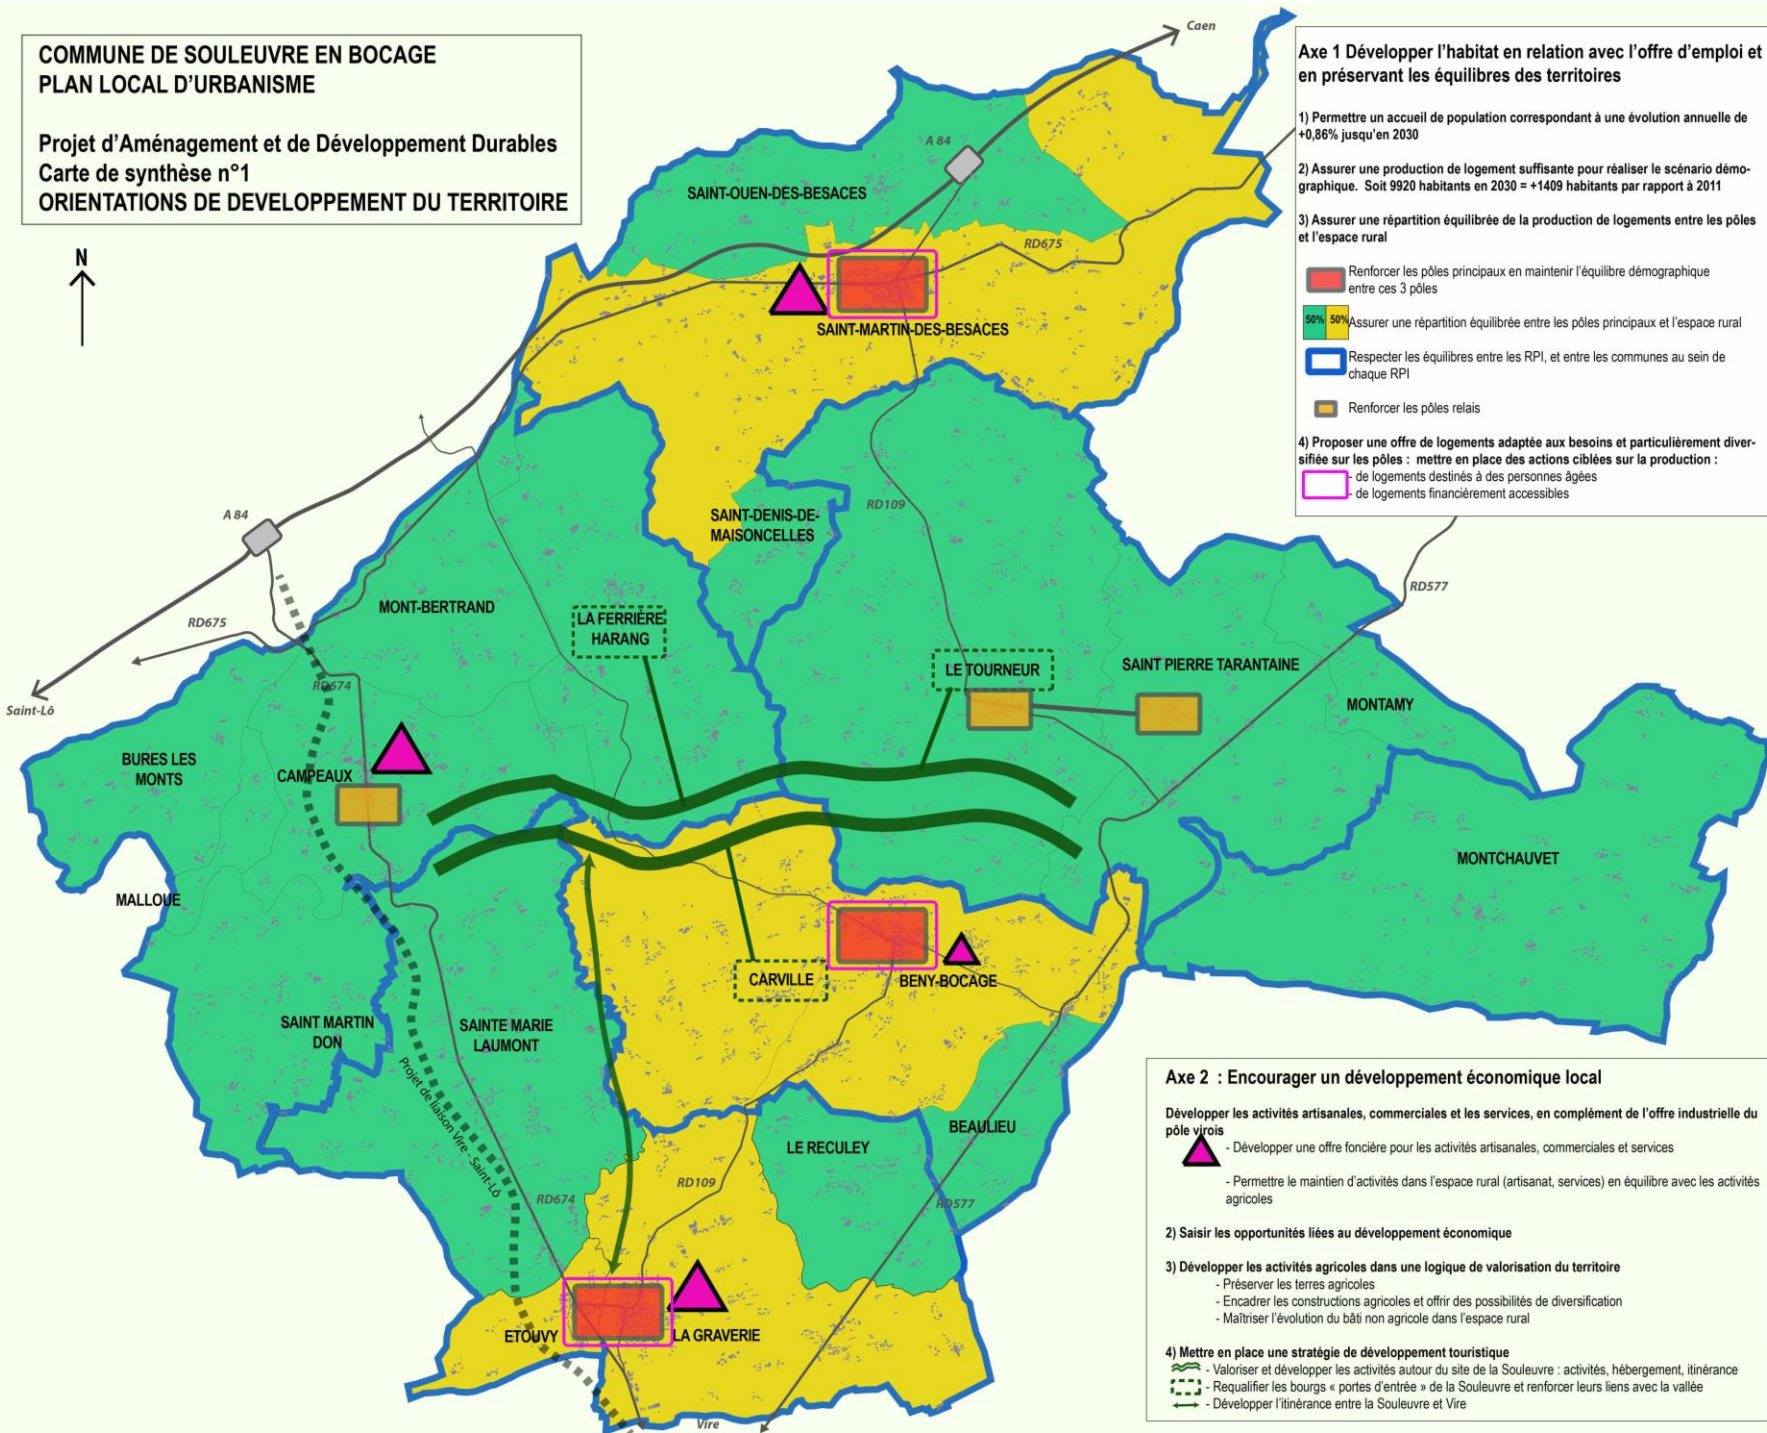 COMMUNE DE SOULEUVRE EN BOCAGE
PLAN LOCAL D'URBANISME
Projet d'Aménagement et de Développement Durables
Carte de synthèse n°1
ORIENTATIONS DE DEVELOPPEMENT DU TERRITOIRE
N
Caen
Axe 1 Développer l'habitat en relation avec l'offre d'emploi et
en préservant les équilibres des territoires
1) Permettre un accueil de population correspondant à une évolution annuelle de
+0,86% jusqu'en 2030
2) Assurer une production de logement suffisante pour réaliser le scénario démo-
graphique. Soit 9920 habitants en 2030 = +1409 habitants par rapport à 2011
3) Assurer une répartition équilibrée de la production de logements entre les pôles
et l'espace rural
Renforcer les pôles principaux en maintenir l'équilibre démographique
entre ces 3 pôles
50% 50% Assurer une répartition équilibrée entre les pôles principaux et l'espace rural
Respecter les équilibres entre les RPI, et entre les communes au sein de
chaque RPI
Renforcer les pôles relais
4) Proposer une offre de logements adaptée aux besoins et particulièrement diver-
sifiée sur les pôles : mettre en place des actions ciblées sur la production :
- de logements destinés à des personnes âgées
- de logements financièrement accessibles
A 84
SAINT-OUEN-DES-BESACES
RD675
SAINT-MARTIN-DES-BESACES
RD109
SAINT-DENIS-DE-
MAISONCELLES
A 84
RD577
MONT-BERTRAND
LA FERRIÈRE
HARANG
RD675
LE TOURNEUR
SAINT PIERRE TARANTAINE
RD674
MONTAMY
Saint-Lô
BURES LES
MONTS
CAMPEAUX
MONTCHAUVET
MALLOUE
CARVILLE
BENY-BOCAGE
SAINT MARTIN
DON
SAINTE MARIE
LAUMONT
Projet de liaison Vire - Saint-Lô
BEAULIEU
LE RECULEY
RD109
RD674
RD577
ETOUVY
LA GRAVERIE
Vire
Axe 2 : Encourager un développement économique local
Développer les activités artisanales, commerciales et les services, en complément de l'offre industrielle du
pôle virois
- Développer une offre foncière pour les activités artisanales, commerciales et services
- Permettre le maintien d'activités dans l'espace rural (artisanat, services) en équilibre avec les activités
agricoles
2) Saisir les opportunités liées au développement économique
3) Développer les activités agricoles dans une logique de valorisation du territoire
- Préserver les terres agricoles
- Encadrer les constructions agricoles et offrir des possibilités de diversification
- Maîtriser l'évolution du bâti non agricole dans l'espace rural
4) Mettre en place une stratégie de développement touristique
- Valoriser et développer les activités autour du site de la Souleuvre : activités, hébergement, itinérance
- Requalifier les bourgs « portes d'entrée » de la Souleuvre et renforcer leurs liens avec la vallée
- Développer l'itinérance entre la Souleuvre et Vire